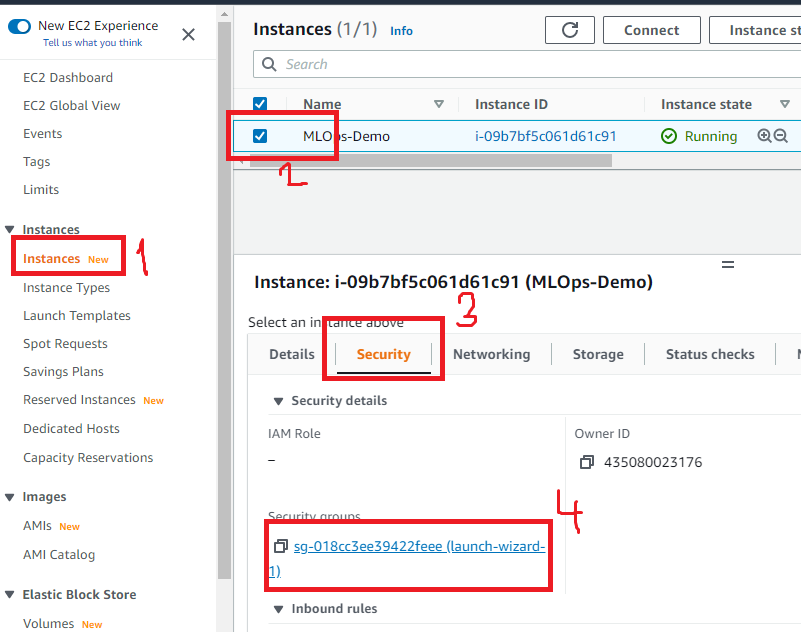 New EC2 Experience
Tell us what you think
EC2 Dashboard
EC2 Global View
Events
Tags
Limits
Instances
Instances New
1
Instance Types
Launch Templates
Spot Requests
Savings Plans
Reserved Instances New
Dedicated Hosts
Capacity Reservations
Images
AMIs New
AMI Catalog
Elastic Block Store
Volumes New
Instances (1/1) Info
Connect
Instance st
Search
Name Instance ID Instance state
MLOps-Demo i-09b7bf5c061d61c91 Running
2
Instance: i-09b7bf5c061d61c91 (MLOps-Demo)
3
Select an instance above
Details Security Networking Storage Status checks
Security details
IAM Role
–
Owner ID
435080023176
Security groups
4
sg-018cc3ee39422feee (launch-wizard-
1)
Inbound rules